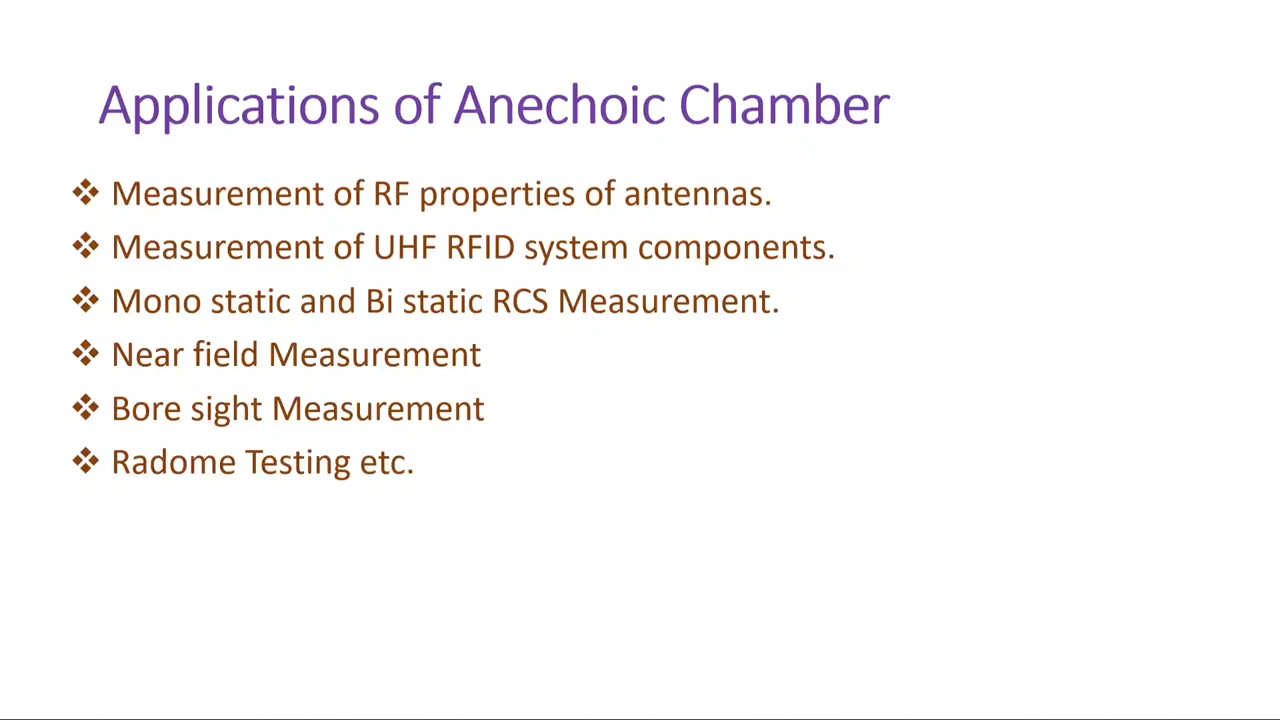 Applications of Anechoic Chamber
❖ Measurement of RF properties of antennas.
❖ Measurement of UHF RFID system components.
❖ Mono static and Bi static RCS Measurement.
❖ Near field Measurement
❖ Bore sight Measurement
❖ Radome Testing etc.